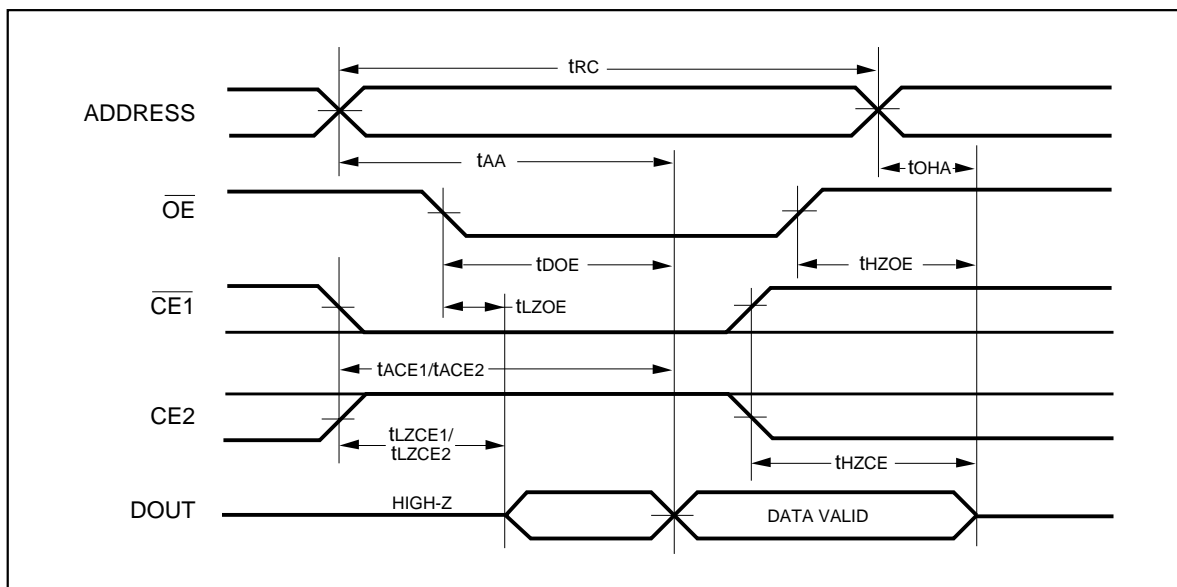 tRC
ADDRESS
tAA
tOHA
OE
tDOE
tHZOE
CE1
tLZOE
tACE1/tACE2
CE2
tLZCE1/
tLZCE2
tHZCE
DOUT
HIGH-Z
DATA VALID